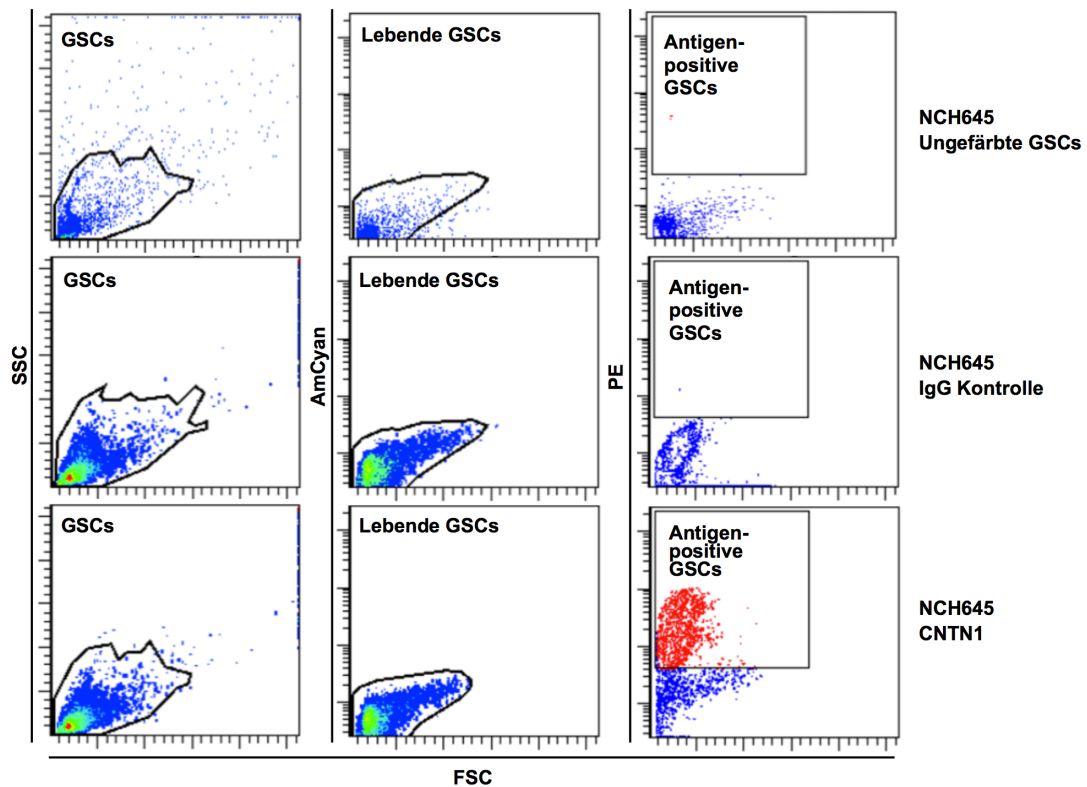 GSCs
Lebende GSCs
Antigen-
positive
GSCs
NCH645
Ungefärbte GSCs
GSCs
Lebende GSCs
Antigen-
positive
GSCs
NCH645
IgG Kontrolle
SSC
AmCyan
PE
GSCs
Lebende GSCs
Antigen-
positive
GSCs
NCH645
CNTN1
FSC